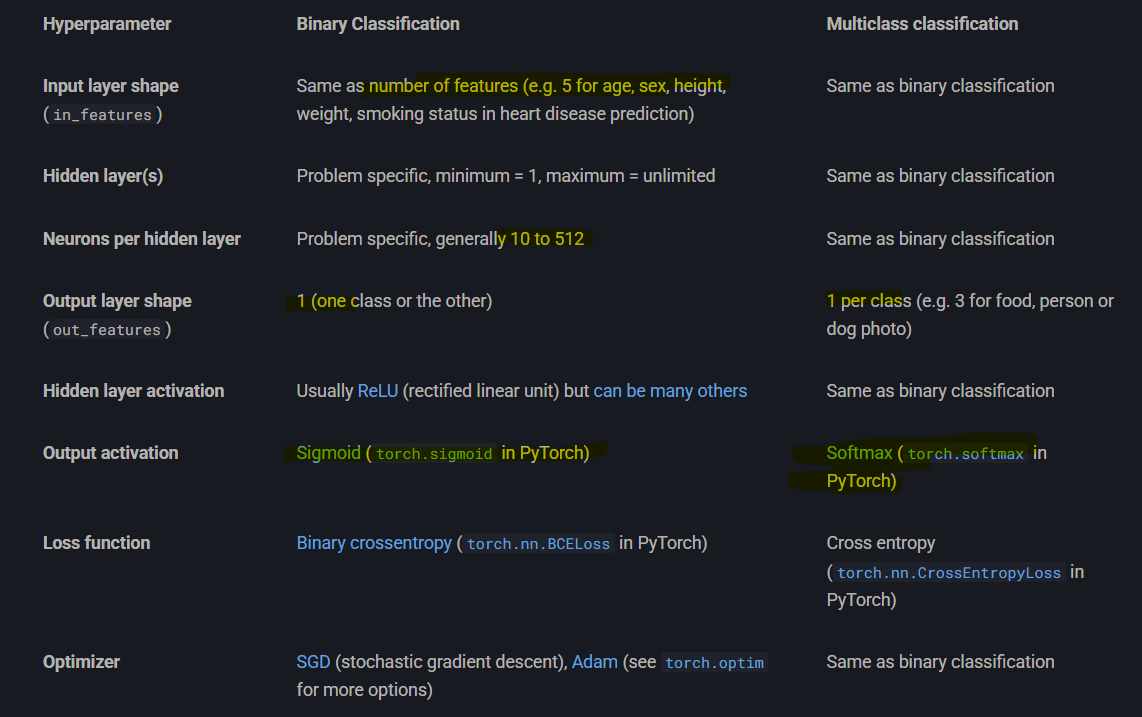 Hyperparameter Binary Classification Multiclass classification
Input layer shape Same as number of features (e.g. 5 for age, sex, height, Same as binary classification
(in_features) weight, smoking status in heart disease prediction)
Hidden layer(s) Problem specific, minimum = 1, maximum = unlimited Same as binary classification
Neurons per hidden layer Problem specific, generally 10 to 512 Same as binary classification
Output layer shape 1 (one class or the other) 1 per class (e.g. 3 for food, person or
(out_features) dog photo)
Hidden layer activation Usually ReLU (rectified linear unit) but can be many others Same as binary classification
Output activation Sigmoid (torch.sigmoid in PyTorch) Softmax (torch.softmax in
PyTorch)
Loss function Binary crossentropy (torch.nn.BCELoss in PyTorch) Cross entropy
(torch.nn.CrossEntropyLoss in
PyTorch)
Optimizer SGD (stochastic gradient descent), Adam (see torch.optim Same as binary classification
for more options)